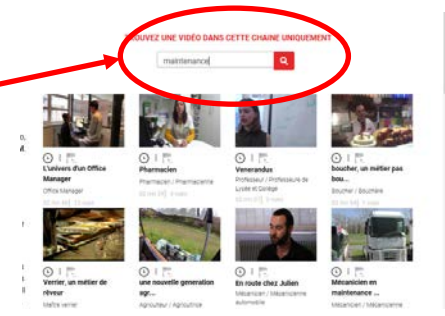 TROUVEZ UNE VIDÉO DANS CETTE CHAINE UNIQUEMENT
maintenance
L'univers d'un Office Manager
Office Manager
Pharmacien
Pharmacien / Pharmacienne
Venerandus
Professeur / Professeure de Lycée et Collège
boucher, un métier pas bou...
Boucher / Bouchère
Verrier, un métier de rêveur
Maître verrier
une nouvelle generation agr...
Agriculteur / Agricultrice
En route chez Julien
Mécanicien / Mécanicienne automobile
Mécanicien en maintenance ...
Mécanicien / Mécanicienne